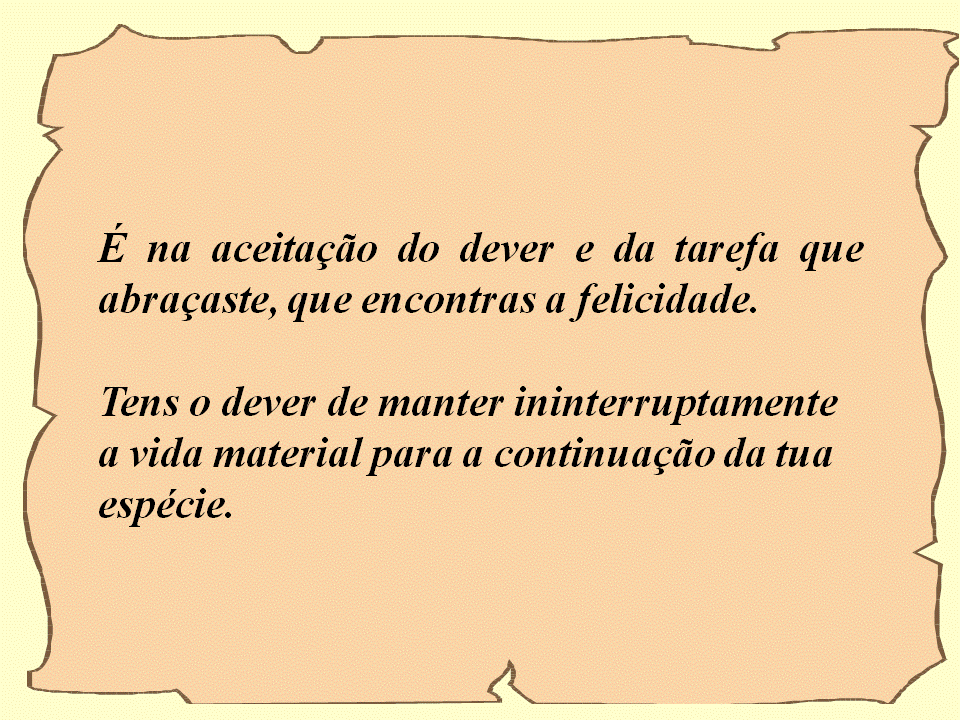 É na aceitação do dever e da tarefa que
abraçaste, que encontras a felicidade.
Tens o dever de manter ininterruptamente
a vida material para a continuação da tua
espécie.